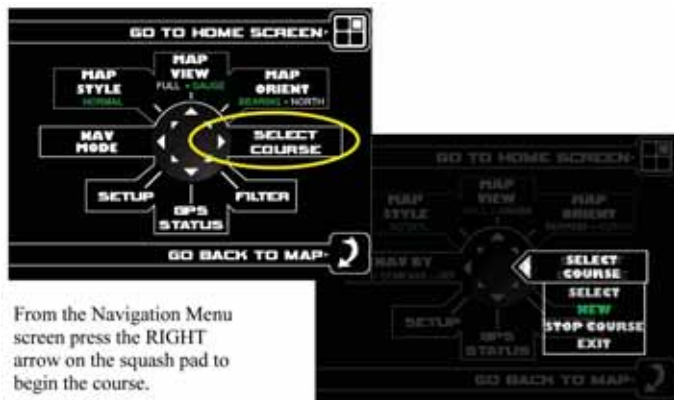 GO TO HOME SCREEN
MAP VIEW
FULL • GAUGE
MAP STYLE
NORMAL
MAP ORIENT
BEARING • NORTH
NAV MODE
SELECT COURSE
SETUP
GPS STATUS
FILTER
GO BACK TO MAP
From the Navigation Menu
screen press the RIGHT
arrow on the squash pad to
begin the course.
GO TO HOME SCREEN
MAP VIEW
MAP STYLE
MAP ORIENT
NAV BY
SELECT COURSE
SELECT
NEW
STOP COURSE
EXIT
SETUP
GPS STATUS
GO BACK TO MAP